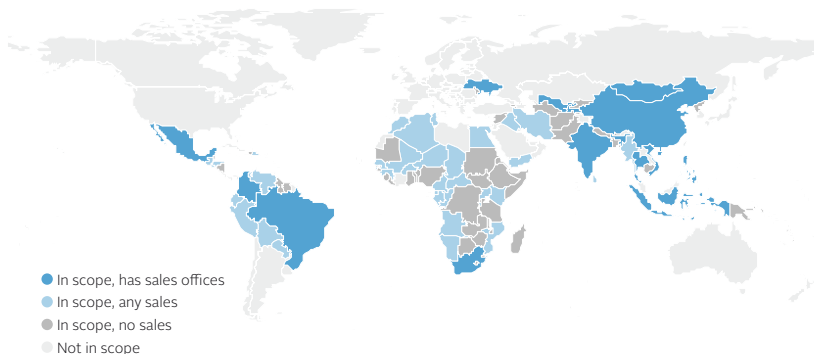 In scope, has sales offices
In scope, any sales
In scope, no sales
Not in scope